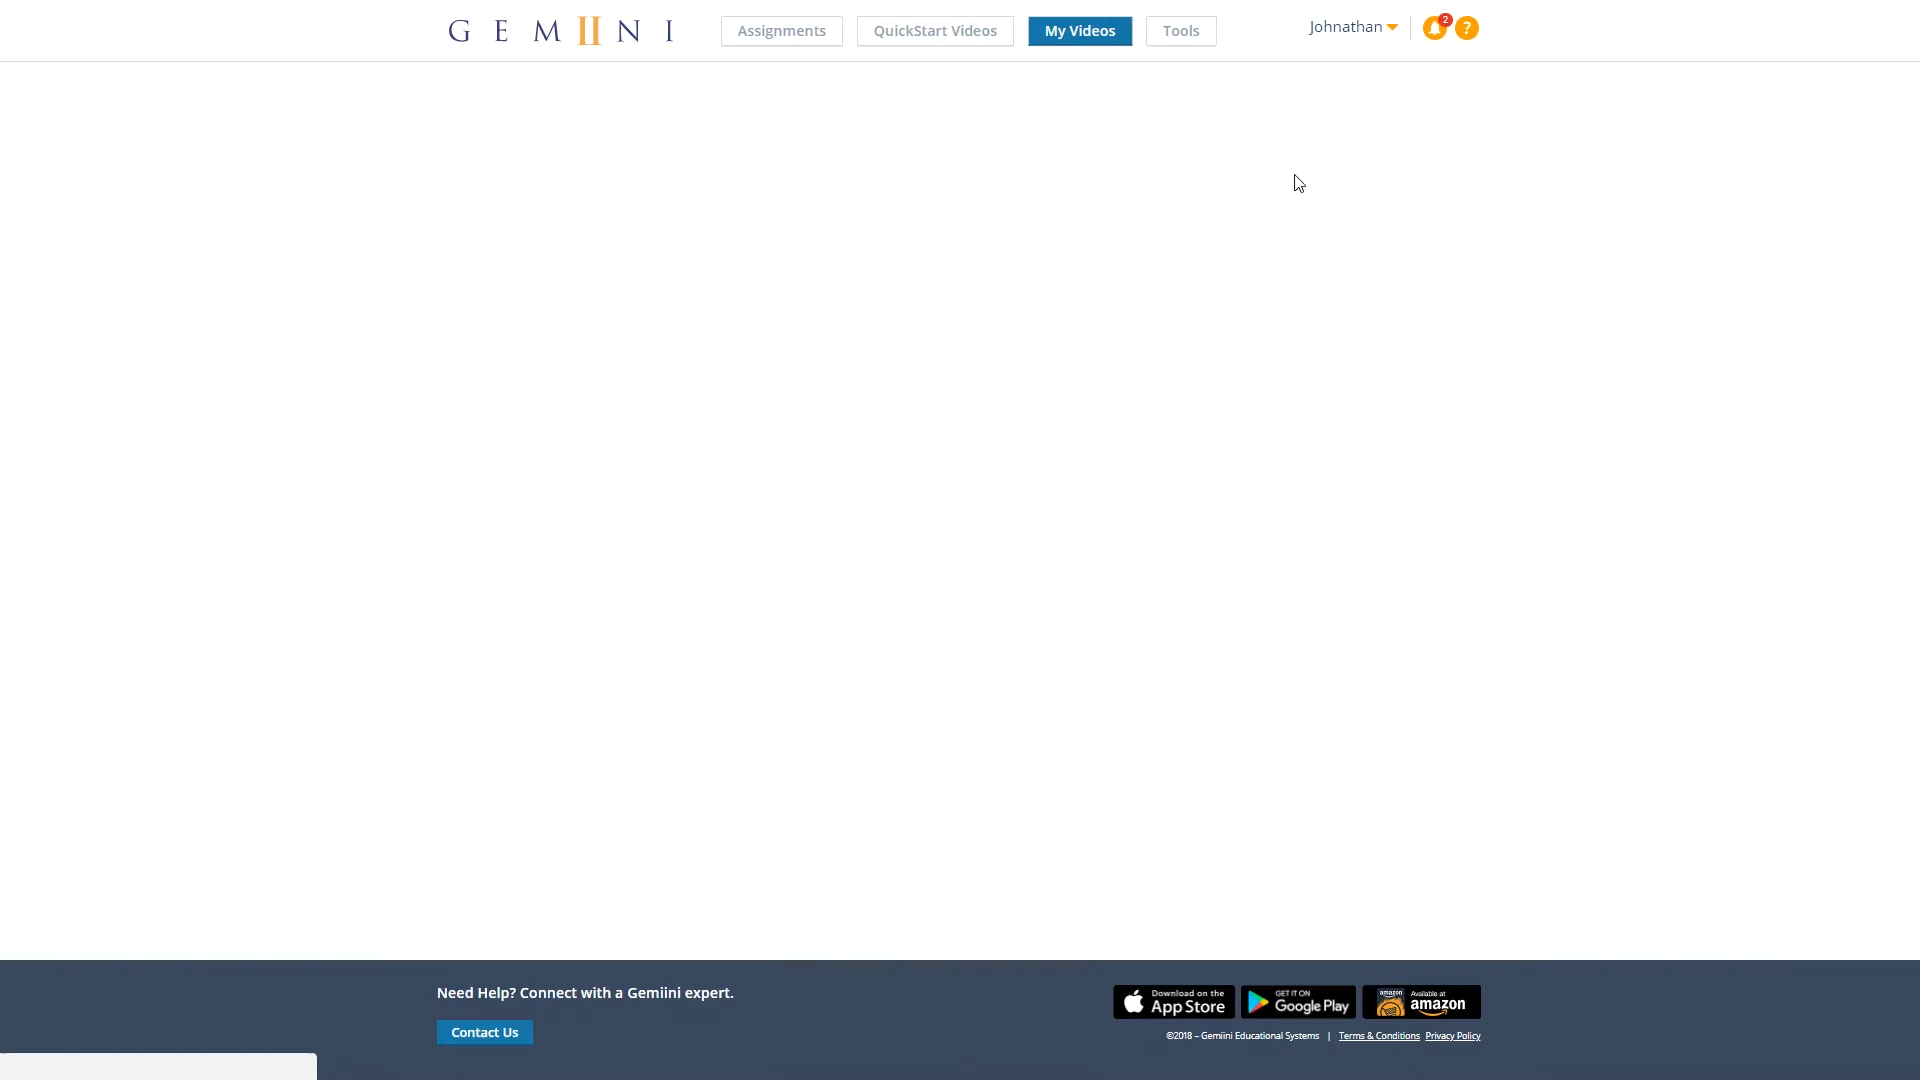 GEMIINI
Assignments
QuickStart Videos
My Videos
Tools
Johnathan
2
?
Need Help? Connect with a Gemiini expert.
Contact Us
Download on the
App Store
GET IT ON
Google Play
amazon
Available at
amazon
©2018 – Gemiini Educational Systems | Terms & Conditions Privacy Policy